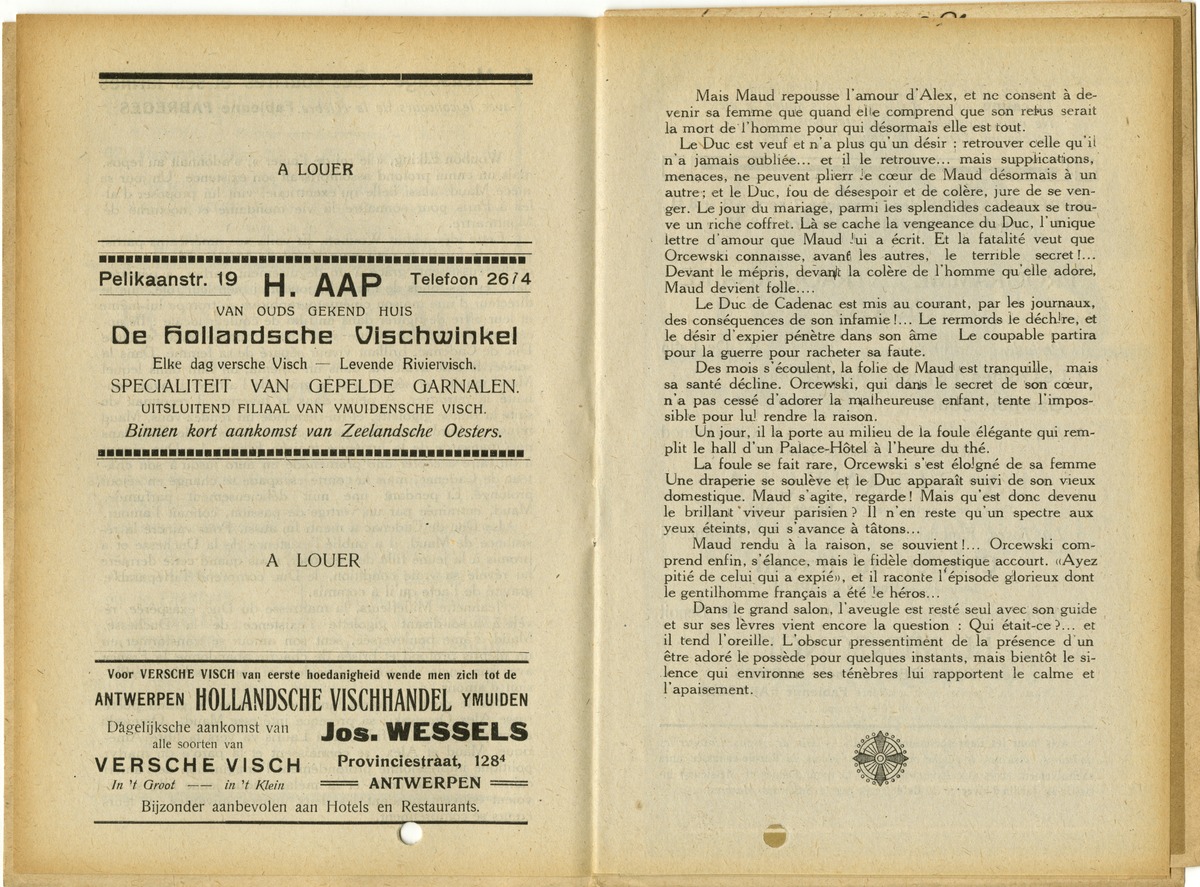 A LOUER
Pelikaanstr. 19 H. AAP Telefoon 26/4
VAN OUDS GEKEND HUIS
De Hollandsche Vischwinkel
Elke dag versche Visch — Levende Riviervisch.
SPECIALITEIT VAN GEPELDE GARNALEN.
UITSLUITEND FILIAAL VAN YMUIDENSCHE VISCH.
Binnen kort aankomst van Zeelandsche Oesters.
A LOUER
Voor VERSCHE VISCH van eerste hoedanigheid wende men zich tot de
ANTWERPEN HOLLANDSCHE VISCHHANDEL YMUIDEN
Dagelijksche aankomst van
alle soorten van
VERSCHE VISCH
In 't Groot —— in 't Klein
Jos. WESSELS
Provinciestraat, 128⁴
ANTWERPEN
Bijzonder aanbevolen aan Hotels en Restaurants.
Mais Maud repousse l'amour d'Alex, et ne consent à de-
venir sa femme que quand elle comprend que son refus serait
la mort de l'homme pour qui désormais elle est tout.
Le Duc est veuf et n'a plus qu'un désir : retrouver celle qu'il
n'a jamais oubliée... et il le retrouve... mais supplications,
menaces, ne peuvent plierr le cœur de Maud désormais à un
autre ; et le Duc, fou de désespoir et de colère, jure de se ven-
ger. Le jour du mariage, parmi les splendides cadeaux se trou-
ve un riche coffret. Là se cache la vengeance du Duc, l'unique
lettre d'amour que Maud lui a écrit. Et la fatalité veut que
Orcewski connaisse, avant les autres, le terrible secret !...
Devant le mépris, devant la colère de l'homme qu'elle adore,
Maud devient folle....
Le Duc de Cadenac est mis au courant, par les journaux,
des conséquences de son infamie !... Le rermords le déchire, et
le désir d'expier pénètre dans son âme Le coupable partira
pour la guerre pour racheter sa faute.
Des mois s'écoulent, la folie de Maud est tranquille, mais
sa santé décline. Orcewski, qui dans le secret de son cœur,
n'a pas cessé d'adorer la malheureuse enfant, tente l'impos-
sible pour lui rendre la raison.
Un jour, il la porte au milieu de la foule élégante qui rem-
plit le hall d'un Palace-Hôtel à l'heure du thé.
La foule se fait rare, Orcewski s'est éloigné de sa femme
Une draperie se soulève et le Duc apparaît suivi de son vieux
domestique. Maud s'agite, regarde ! Mais qu'est donc devenu
le brillant viveur parisien ? Il n'en reste qu'un spectre aux
yeux éteints, qui s'avance à tâtons...
Maud rendu à la raison, se souvient !... Orcewski com-
prend enfin, s'élance, mais le fidèle domestique accourt. «Ayez
pitié de celui qui a expié», et il raconte l'épisode glorieux dont
le gentilhomme français a été le héros...
Dans le grand salon, l'aveugle est resté seul avec son guide
et sur ses lèvres vient encore la question : Qui était-ce ?... et
il tend l'oreille. L'obscur pressentiment de la présence d'un
être adoré le possède pour quelques instants, mais bientôt le si-
lence qui environne ses ténèbres lui rapportent le calme et
l'apaisement.